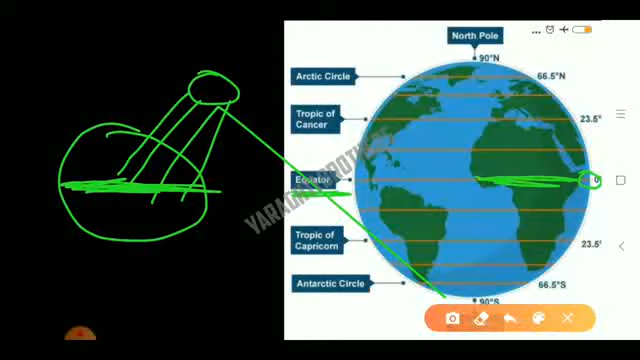 North Pole
90°N
Arctic Circle
66.5°N
Tropic of
Cancer
23.5°
Equator
0
Tropic of
Capricorn
23.5°
Antarctic Circle
66.5°S
90°S